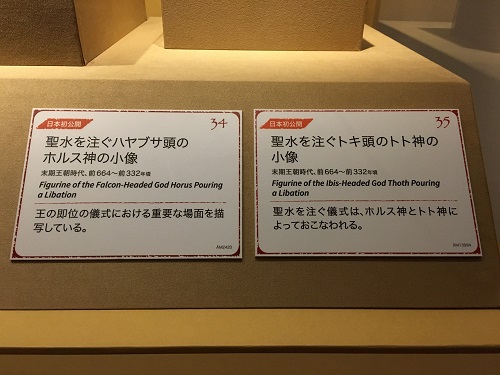 日本初公開
34
聖水を注ぐハヤブサ頭の
ホルス神の小像
末期王朝時代、前664～前332年頃
Figurine of the Falcon-Headed God Horus Pouring
a Libation
王の即位の儀式における重要な場面を描
写している。
日本初公開
35
聖水を注ぐトキ頭のトト神の
小像
末期王朝時代、前664～前332年頃
Figurine of the Ibis-Headed God Thoth Pouring
a Libation
聖水を注ぐ儀式は、ホルス神とトト神に
よっておこなわれる。